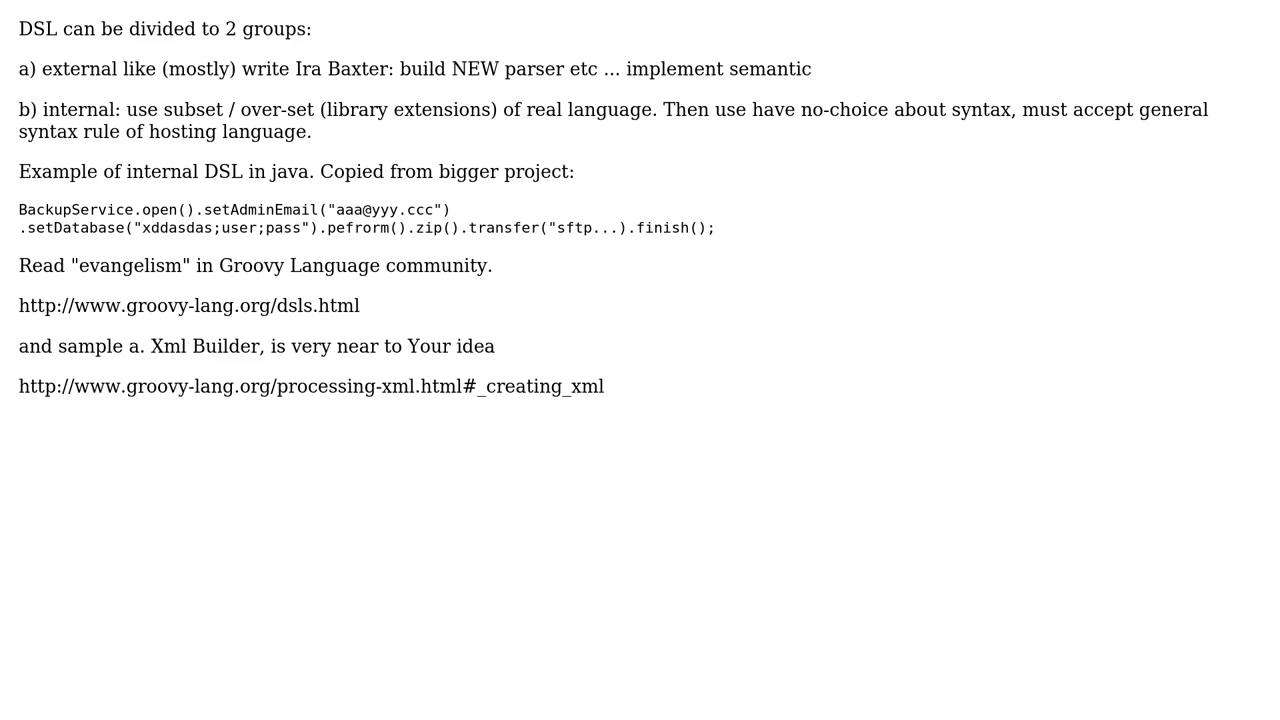 DSL can be divided to 2 groups:
a) external like (mostly) write Ira Baxter: build NEW parser etc ... implement semantic
b) internal: use subset / over-set (library extensions) of real language. Then use have no-choice about syntax, must accept general
syntax rule of hosting language.
Example of internal DSL in java. Copied from bigger project:
BackupService.open().setAdminEmail("aaa@yyy.ccc")
.setDatabase("xddasdas;user;pass").pefrorm().zip().transfer("sftp...).finish();
Read "evangelism" in Groovy Language community.
http://www.groovy-lang.org/dsls.html
and sample a. Xml Builder, is very near to Your idea
http://www.groovy-lang.org/processing-xml.html#_creating_xml